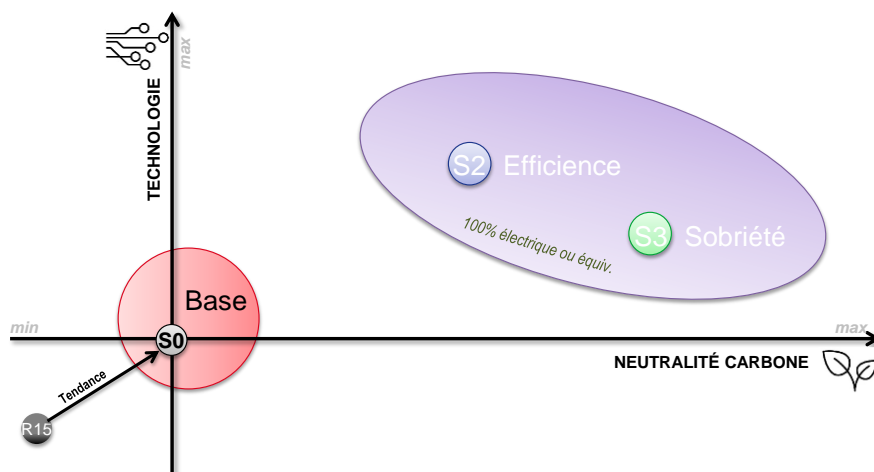 max
TECHNOLOGIE
S2 Efficience
S3 Sobriété
100% électrique ou équiv.
Base
min
S0
max
NEUTRALITÉ CARBONE
Tendance
R15